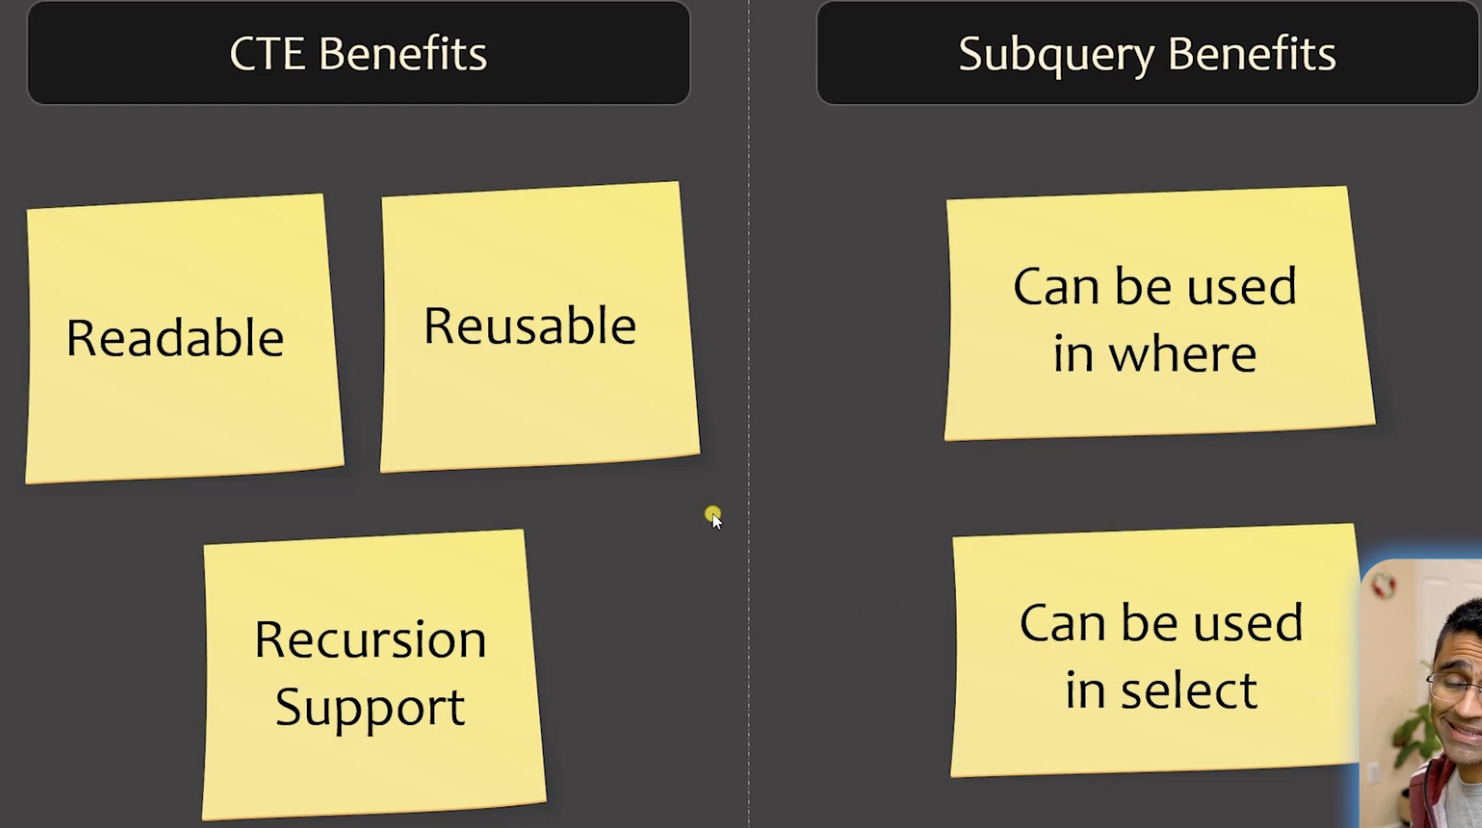 CTE Benefits
Readable
Reusable
Recursion
Support
Subquery Benefits
Can be used
in where
Can be used
in select